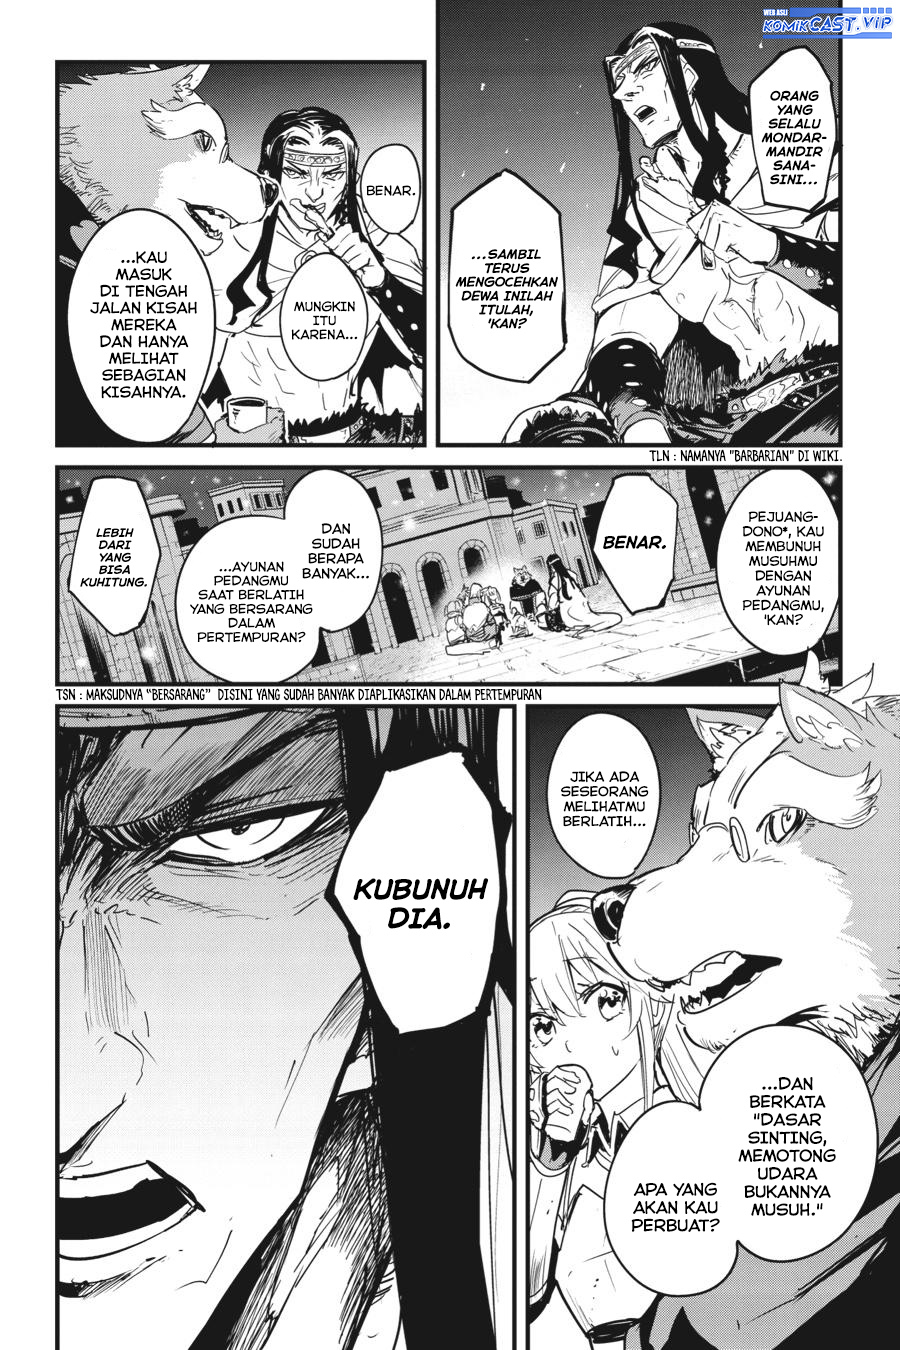 WEB ASLI
KOMIKCAST.VIP
ORANG
YANG
SELALU
MONDAR-
MANDIR
SANA-
SINI...
...SAMBIL
TERUS
MENGOCEHKAN
DEWA INILAH
ITULAH,
'KAN?
BENAR.
MUNGKIN
ITU
KARENA...
...KAU
MASUK
DI TENGAH
JALAN KISAH
MEREKA
DAN HANYA
MELIHAT
SEBAGIAN
KISAHNYA.
TLN : NAMANYA "BARBARIAN" DI WIKI.
PEJUANG-
DONO*, KAU
MEMBUNUH
MUSUHMU
DENGAN
AYUNAN
PEDANGMU,
'KAN?
BENAR.
DAN
SUDAH
BERAPA
BANYAK...
...AYUNAN
PEDANGMU
SAAT BERLATIH
YANG BERSARANG
DALAM
PERTEMPURAN?
LEBIH
DARI
YANG
BISA
KUHITUNG.
TSN : MAKSUDNYA "BERSARANG" DISINI YANG SUDAH BANYAK DIAPLIKASIKAN DALAM PERTEMPURAN
JIKA ADA
SESEORANG
MELIHATMU
BERLATIH...
...DAN
BERKATA
"DASAR
SINTING,
MEMOTONG
UDARA
BUKANNYA
MUSUH."
APA YANG
AKAN KAU
PERBUAT?
KUBUNUH
DIA.